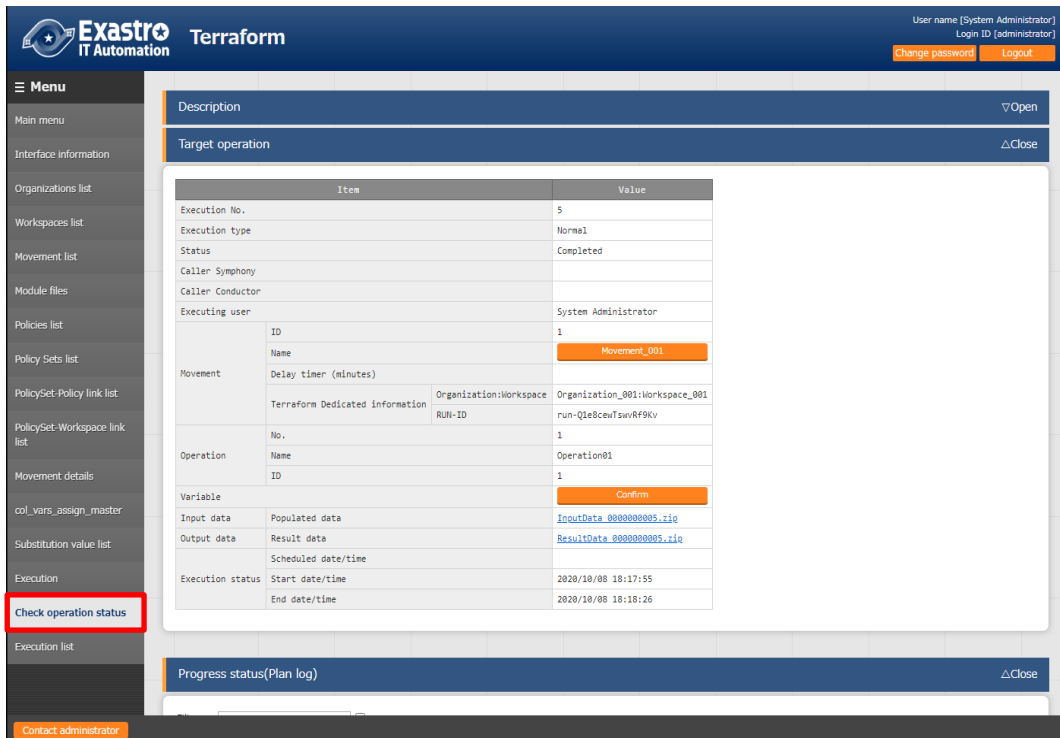 Exastro
IT Automation
Terraform
User name [System Administrator]
Login ID [administrator]
Change password
Logout
☰ Menu
Main menu
Interface information
Organizations list
Workspaces list
Movement list
Module files
Policies list
Policy Sets list
PolicySet-Policy link list
PolicySet-Workspace link
list
Movement details
col_vars_assign_master
Substitution value list
Execution
Check operation status
Execution list
Contact administrator
Description ▽Open
Target operation △Close
Item Value
Execution No. 5
Execution type Normal
Status Completed
Caller Symphony
Caller Conductor
Executing user System Administrator
Movement
ID 1
Name Movement_001
Delay timer (minutes)
Terraform Dedicated information
Organization:Workspace Organization_001:Workspace_001
RUN-ID run-Q1e8cewTswvRf9Kv
Operation
No. 1
Name Operation01
ID 1
Variable Confirm
Input data Populated data InputData_0000000005.zip
Output data Result data ResultData_0000000005.zip
Execution status
Scheduled date/time
Start date/time 2020/10/08 18:17:55
End date/time 2020/10/08 18:18:26
Progress status(Plan log) △Close